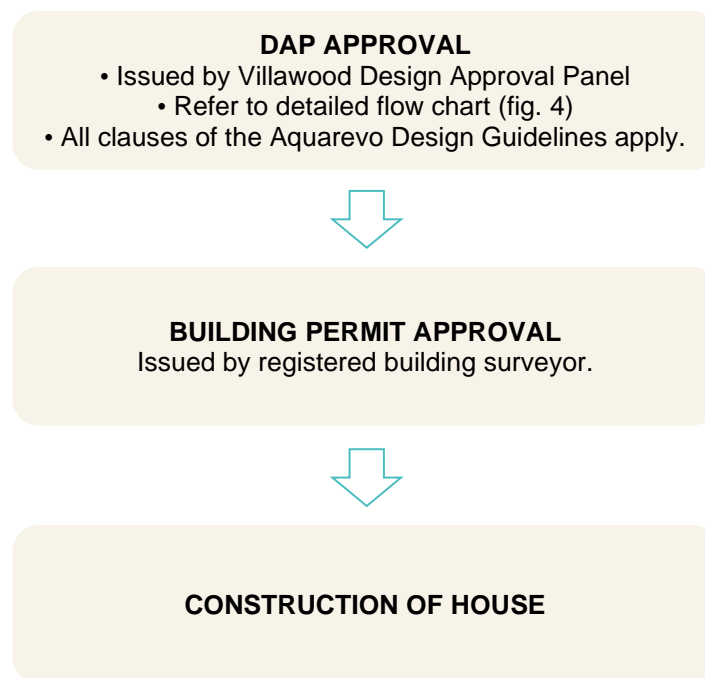 DAP APPROVAL
• Issued by Villawood Design Approval Panel
• Refer to detailed flow chart (fig. 4)
• All clauses of the Aquarevo Design Guidelines apply.
BUILDING PERMIT APPROVAL
Issued by registered building surveyor.
CONSTRUCTION OF HOUSE